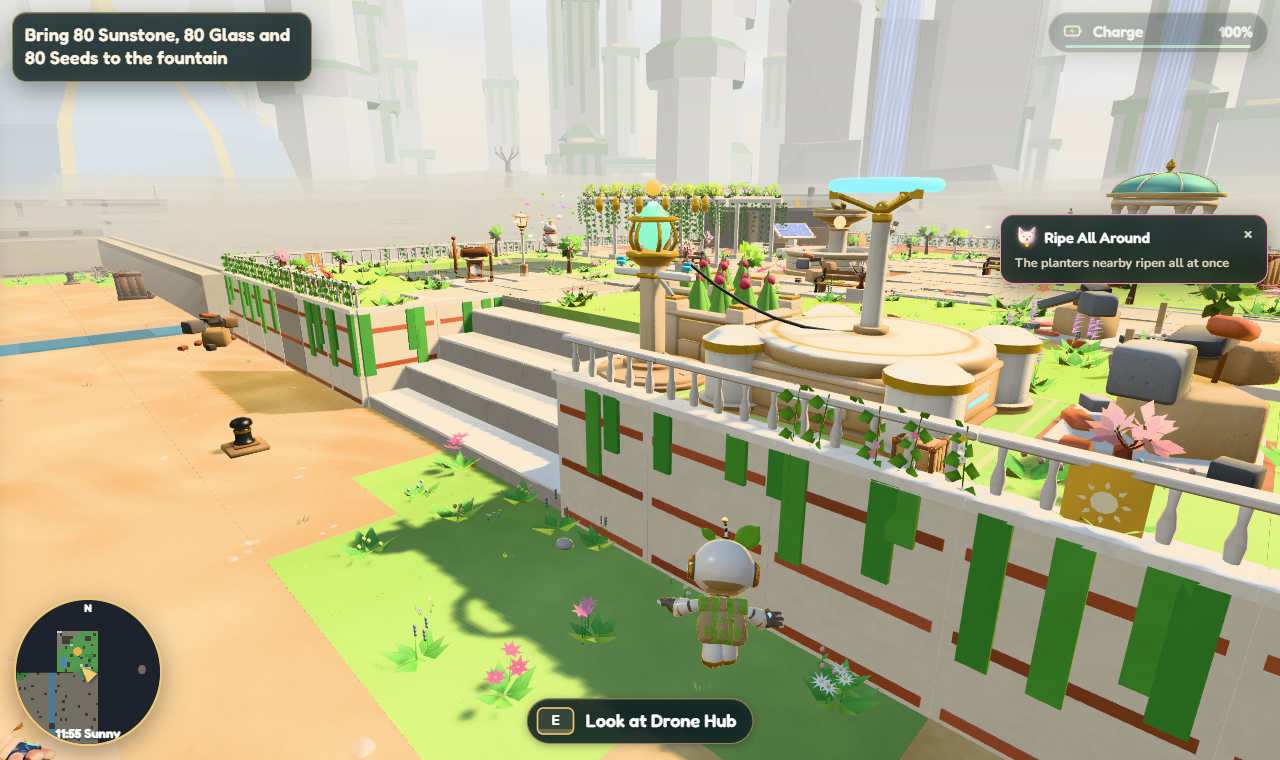 Bring 80 Sunstone, 80 Glass and
80 Seeds to the fountain
Charge 100%
Ripe All Around ×
The planters nearby ripen all at once
N
11:55 Sunny
E Look at Drone Hub